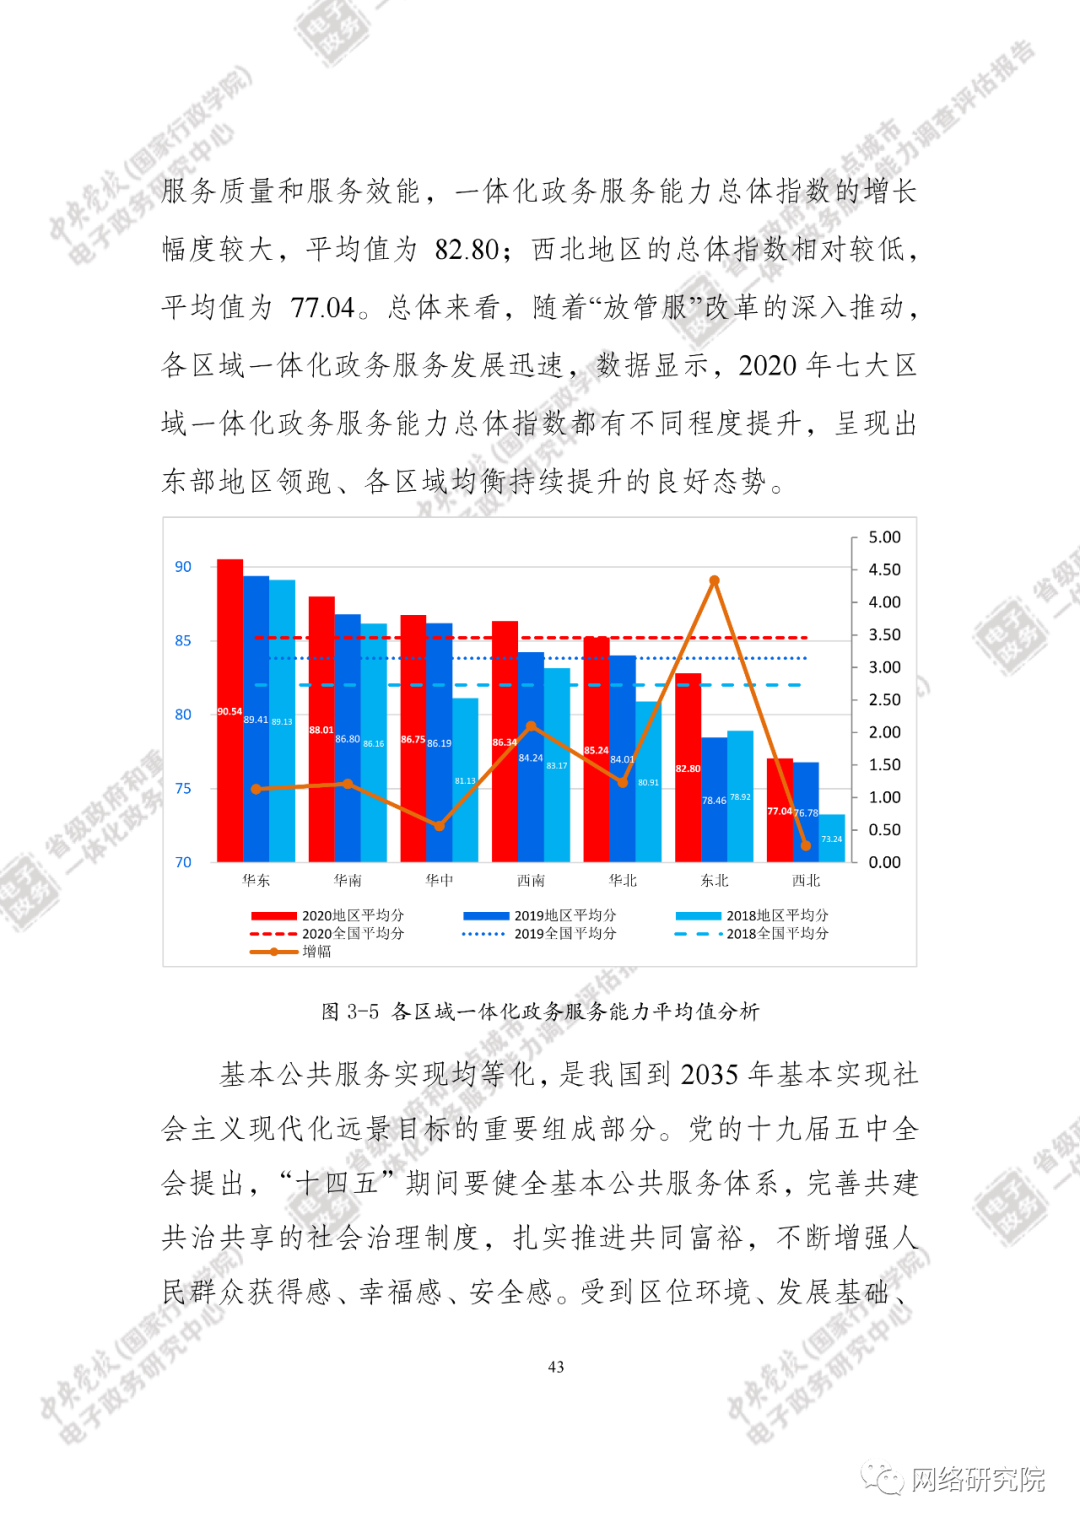 服务质量和服务效能，一体化政务服务能力总体指数的增长
幅度较大，平均值为 82.80；西北地区的总体指数相对较低，
平均值为 77.04。总体来看，随着“放管服”改革的深入推动，
各区域一体化政务服务发展迅速，数据显示，2020 年七大区
域一体化政务服务能力总体指数都有不同程度提升，呈现出
东部地区领跑、各区域均衡持续提升的良好态势。
90
85
80
75
70
5.00
4.50
4.00
3.50
3.00
2.50
2.00
1.50
1.00
0.50
0.00
90.54 89.41 89.13
88.01 86.80 86.16
86.75 86.19 81.13
86.34 84.24 83.17
85.24 84.01 80.91
82.80 78.46 78.92
77.04 76.78 73.24
华东 华南 华中 西南 华北 东北 西北
2020地区平均分 2019地区平均分 2018地区平均分
2020全国平均分 2019全国平均分 2018全国平均分
增幅
图 3-5 各区域一体化政务服务能力平均值分析
基本公共服务实现均等化，是我国到 2035 年基本实现社
会主义现代化远景目标的重要组成部分。党的十九届五中全
会提出，“十四五”期间要健全基本公共服务体系，完善共建
共治共享的社会治理制度，扎实推进共同富裕，不断增强人
民群众获得感、幸福感、安全感。受到区位环境、发展基础、
43
网络研究院
中央党校（国家行政学院）
电子政务研究中心
电子政务